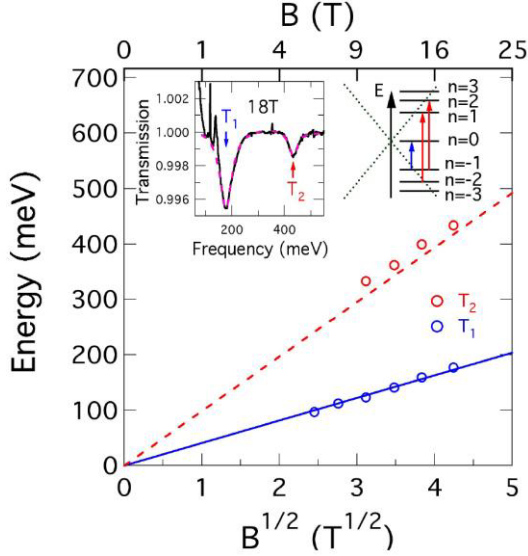 B (T)
0 1 4 9 16 25
700
600
500
400
300
200
100
0
Energy (meV)
1.002
1.000
0.998
0.996
Transmission
T1
18T
T2
200 400
Frequency (meV)
E
n=3
n=2
n=1
n=0
n=-1
n=-2
n=-3
T2
T1
0 1 2 3 4 5
B^1/2 (T^1/2)